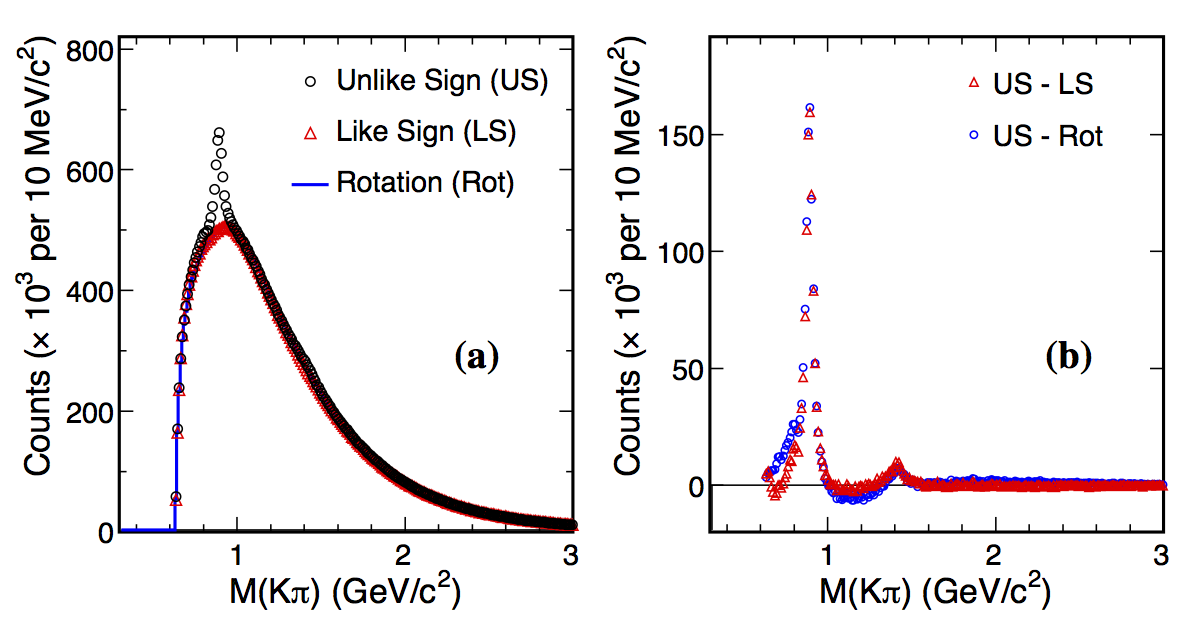 Counts (× 10³ per 10 MeV/c²)
800
600
400
200
0
Unlike Sign (US)
Like Sign (LS)
Rotation (Rot)
(a)
1
2
3
M(Kπ) (GeV/c²)
Counts (× 10³ per 10 MeV/c²)
150
100
50
0
US - LS
US - Rot
(b)
1
2
3
M(Kπ) (GeV/c²)